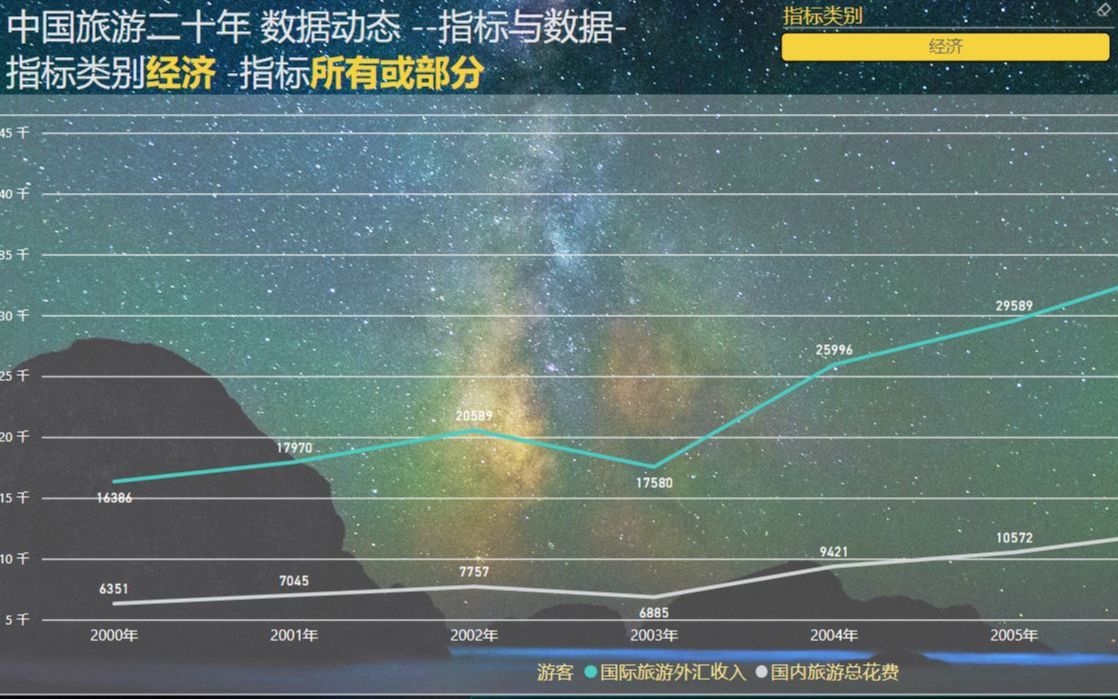 中国旅游二十年 数据动态 --指标与数据-
指标类别经济 -指标所有或部分
指标类别
经济
45 千
40 千
35 千
30 千
25 千
20 千
15 千
10 千
5 千
16386
17970
20589
17580
25996
29589
6351
7045
7757
6885
9421
10572
2000年 2001年 2002年 2003年 2004年 2005年
游客 国际旅游外汇收入 国内旅游总花费